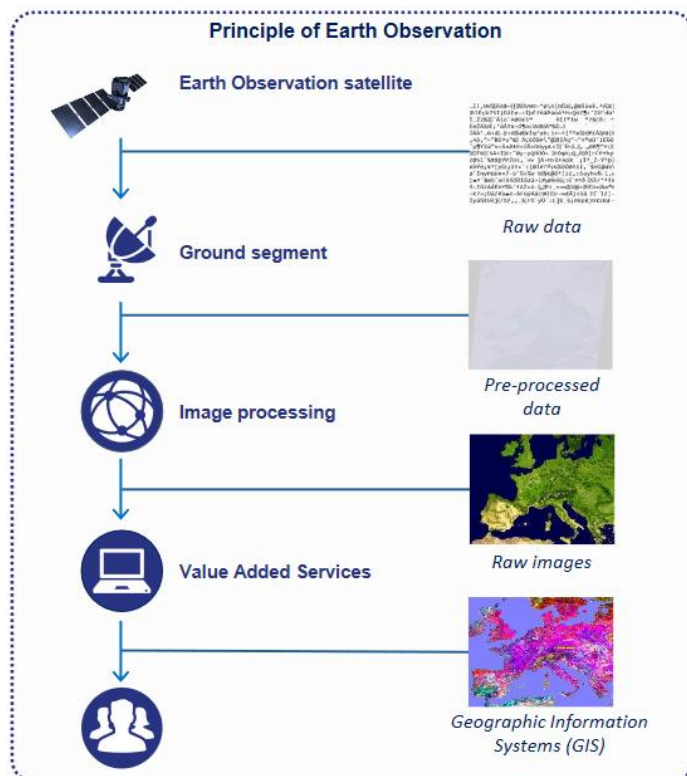 Principle of Earth Observation
Earth Observation satellite
Raw data
Ground segment
Pre-processed
data
Image processing
Raw images
Value Added Services
Geographic Information
Systems (GIS)